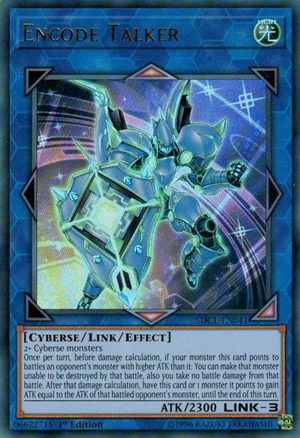 ENCODE TALKER
LIGHT
光
SDCL-EN041
[CYBERSE/LINK/EFFECT]
2+ Cyberse monsters
Once per turn, before damage calculation, if your monster this card points to
battles an opponent's monster with higher ATK than it: You can make that monster
unable to be destroyed by that battle, also you take no battle damage from that
battle. After that damage calculation, have this card or 1 monster it points to gain
ATK equal to the ATK of that battled opponent's monster, until the end of this turn.
ATK/2300 LINK-3
06622715 1st Edition
©1996 KAZUKI TAKAHASHI